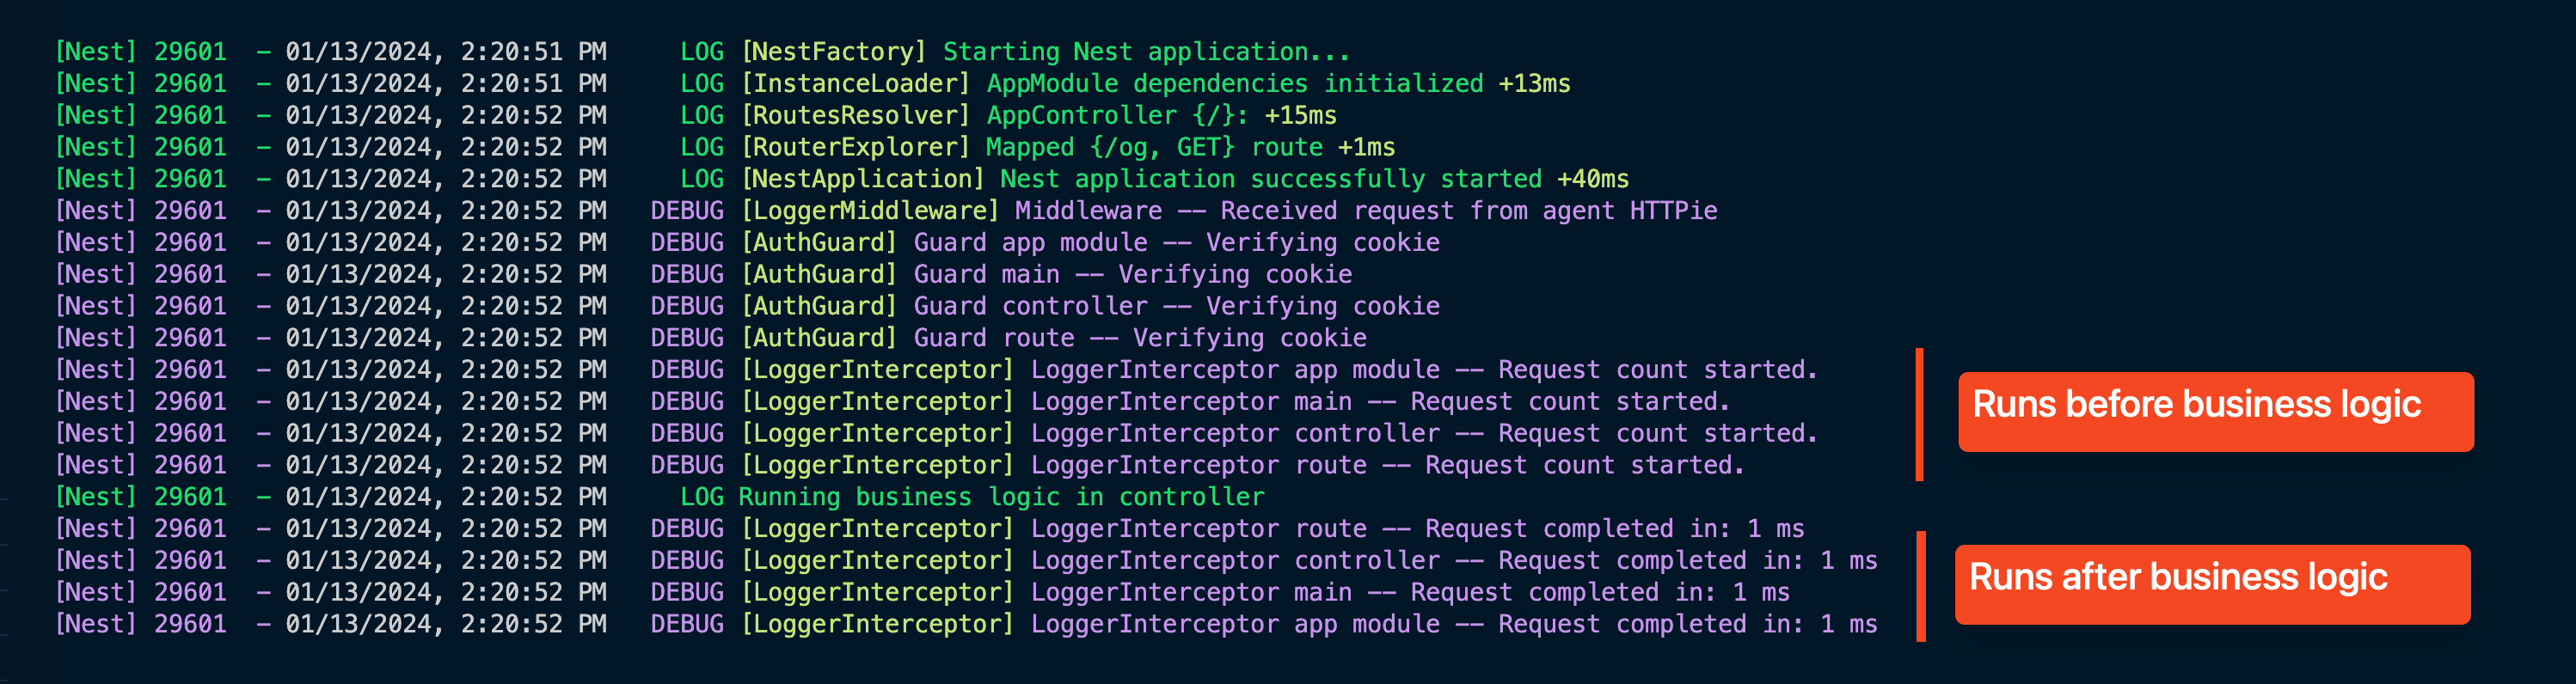 [Nest] 29601  - 01/13/2024, 2:20:51 PM     LOG [NestFactory] Starting Nest application...
[Nest] 29601  - 01/13/2024, 2:20:51 PM     LOG [InstanceLoader] AppModule dependencies initialized +13ms
[Nest] 29601  - 01/13/2024, 2:20:52 PM     LOG [RoutesResolver] AppController {/}: +15ms
[Nest] 29601  - 01/13/2024, 2:20:52 PM     LOG [RouterExplorer] Mapped {/og, GET} route +1ms
[Nest] 29601  - 01/13/2024, 2:20:52 PM     LOG [NestApplication] Nest application successfully started +40ms
[Nest] 29601  - 01/13/2024, 2:20:52 PM   DEBUG [LoggerMiddleware] Middleware -- Received request from agent HTTPie
[Nest] 29601  - 01/13/2024, 2:20:52 PM   DEBUG [AuthGuard] Guard app module -- Verifying cookie
[Nest] 29601  - 01/13/2024, 2:20:52 PM   DEBUG [AuthGuard] Guard main -- Verifying cookie
[Nest] 29601  - 01/13/2024, 2:20:52 PM   DEBUG [AuthGuard] Guard controller -- Verifying cookie
[Nest] 29601  - 01/13/2024, 2:20:52 PM   DEBUG [AuthGuard] Guard route -- Verifying cookie
[Nest] 29601  - 01/13/2024, 2:20:52 PM   DEBUG [LoggerInterceptor] LoggerInterceptor app module -- Request count started.
[Nest] 29601  - 01/13/2024, 2:20:52 PM   DEBUG [LoggerInterceptor] LoggerInterceptor main -- Request count started.
[Nest] 29601  - 01/13/2024, 2:20:52 PM   DEBUG [LoggerInterceptor] LoggerInterceptor controller -- Request count started.
[Nest] 29601  - 01/13/2024, 2:20:52 PM   DEBUG [LoggerInterceptor] LoggerInterceptor route -- Request count started.
Runs before business logic
[Nest] 29601  - 01/13/2024, 2:20:52 PM     LOG Running business logic in controller
[Nest] 29601  - 01/13/2024, 2:20:52 PM   DEBUG [LoggerInterceptor] LoggerInterceptor route -- Request completed in: 1 ms
[Nest] 29601  - 01/13/2024, 2:20:52 PM   DEBUG [LoggerInterceptor] LoggerInterceptor controller -- Request completed in: 1 ms
[Nest] 29601  - 01/13/2024, 2:20:52 PM   DEBUG [LoggerInterceptor] LoggerInterceptor main -- Request completed in: 1 ms
[Nest] 29601  - 01/13/2024, 2:20:52 PM   DEBUG [LoggerInterceptor] LoggerInterceptor app module -- Request completed in: 1 ms
Runs after business logic